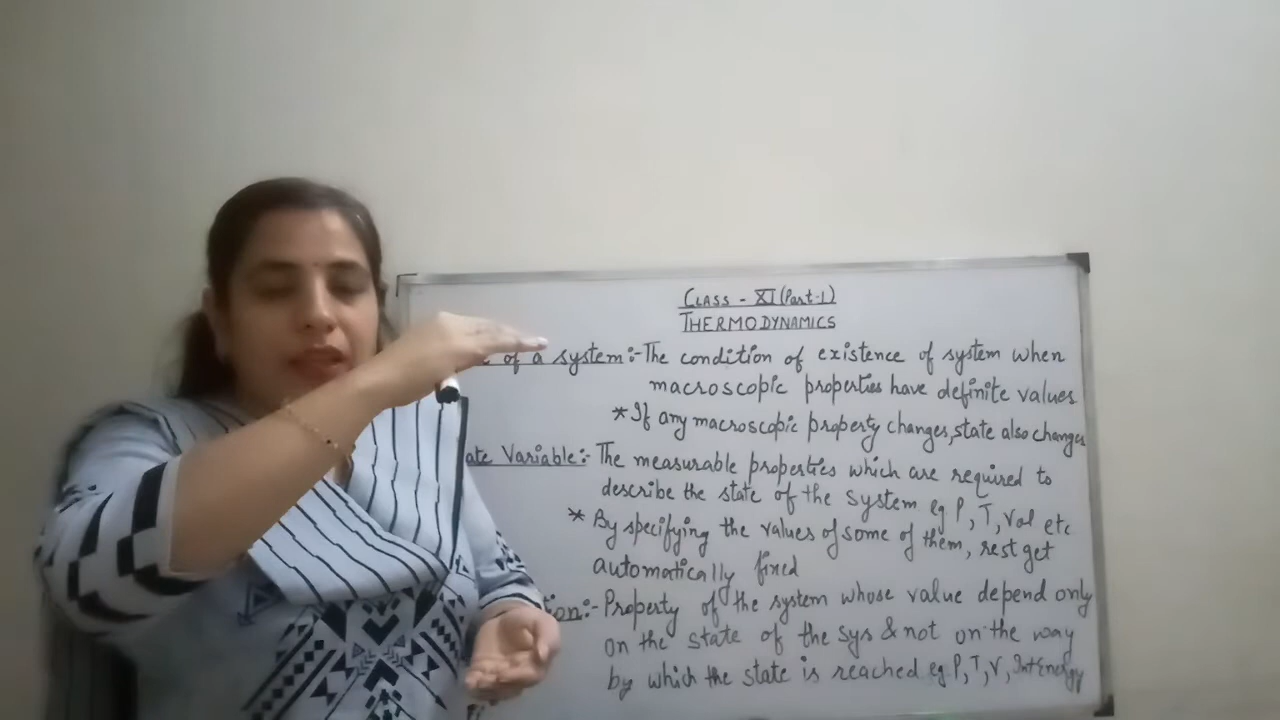 CLASS - XI (Part-1)
THERMODYNAMICS
of a system:- The condition of existence of system when
macroscopic properties have definite values
* If any macroscopic property changes, state also changes
ate Variable:- The measurable properties which are required to
describe the state of the system eg P, T, Vol etc
* By specifying the values of some of them, rest get
automatically fixed
tion:- Property of the system whose value depend only
on the state of the sys & not on the way
by which the state is reached eg P, T, V, Int Energy